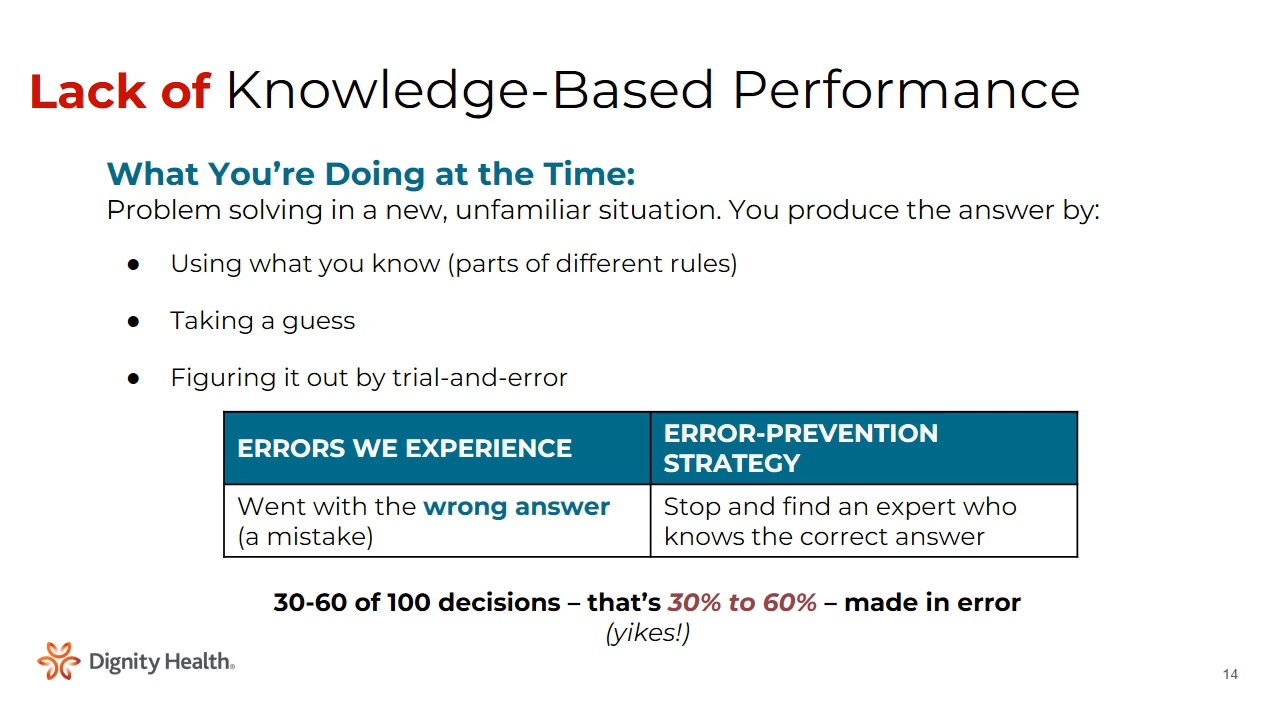 Lack of Knowledge-Based Performance
What You’re Doing at the Time:
Problem solving in a new, unfamiliar situation. You produce the answer by:
● Using what you know (parts of different rules)
● Taking a guess
● Figuring it out by trial-and-error
ERRORS WE EXPERIENCE
ERROR-PREVENTION
STRATEGY
Went with the wrong answer
(a mistake)
Stop and find an expert who
knows the correct answer
30-60 of 100 decisions – that’s 30% to 60% – made in error
(yikes!)
Dignity Health®
14